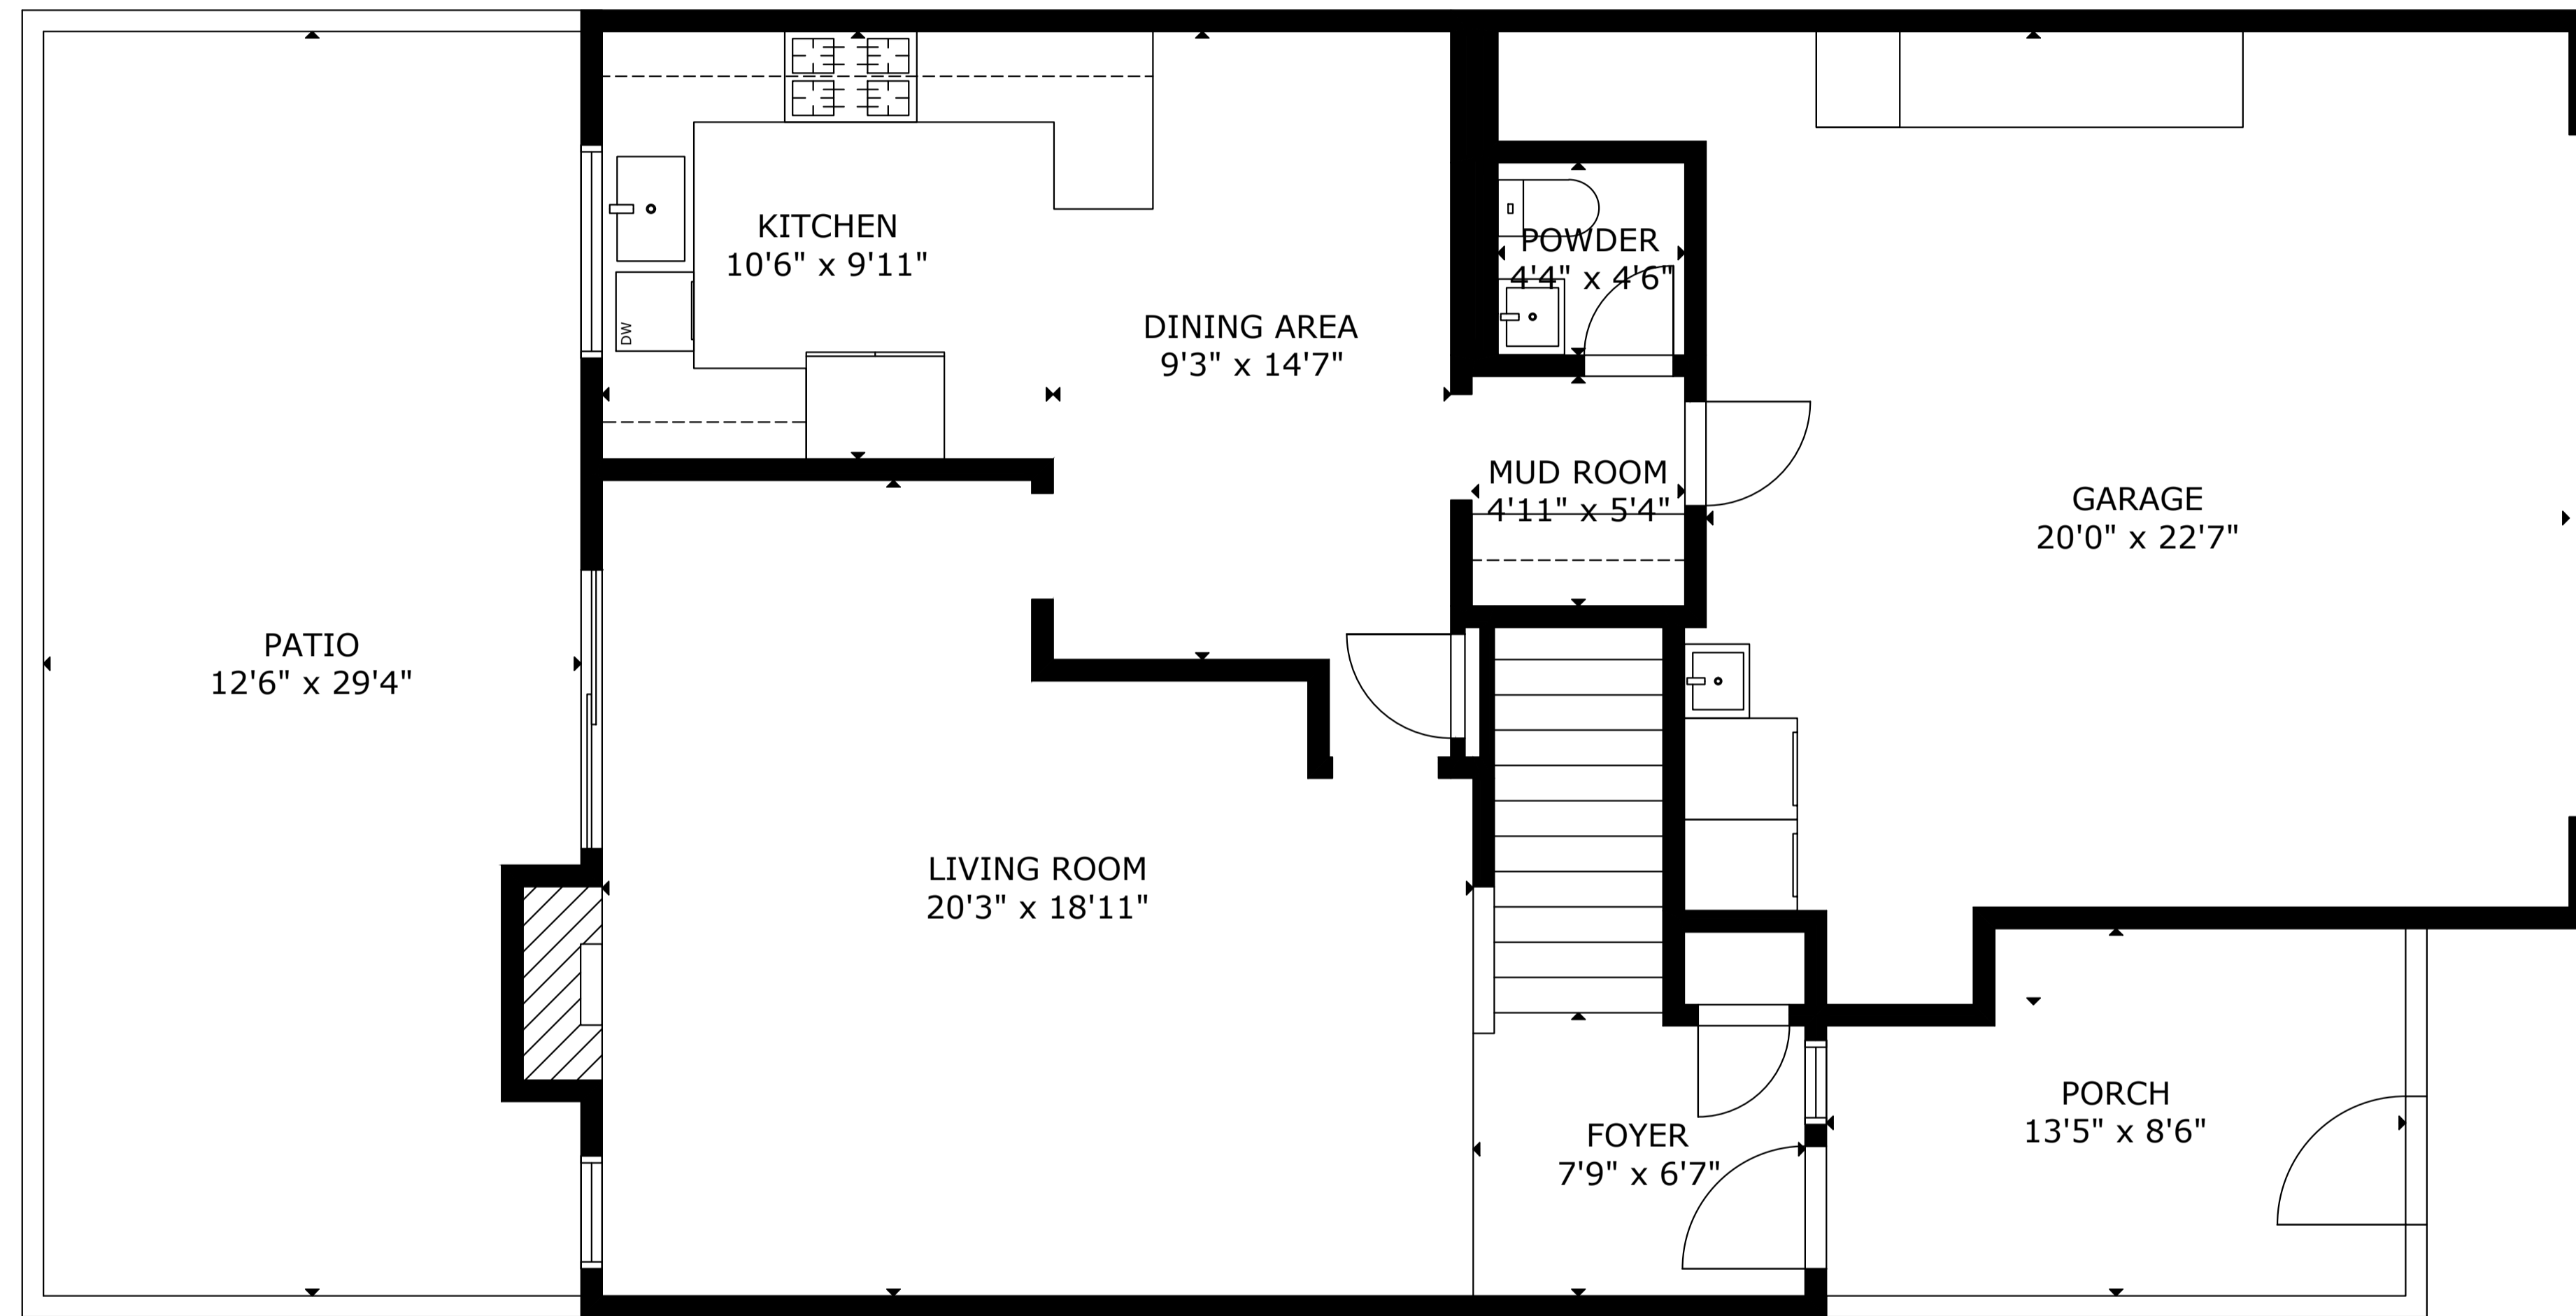 KITCHEN
10'6" x 9'11"
DW
POWDER
4'4" x 4'6"
DINING AREA
9'3" x 14'7"
MUD ROOM
4'11" x 5'4"
GARAGE
20'0" x 22'7"
PATIO
12'6" x 29'4"
LIVING ROOM
20'3" x 18'11"
PORCH
13'5" x 8'6"
FOYER
7'9" x 6'7"